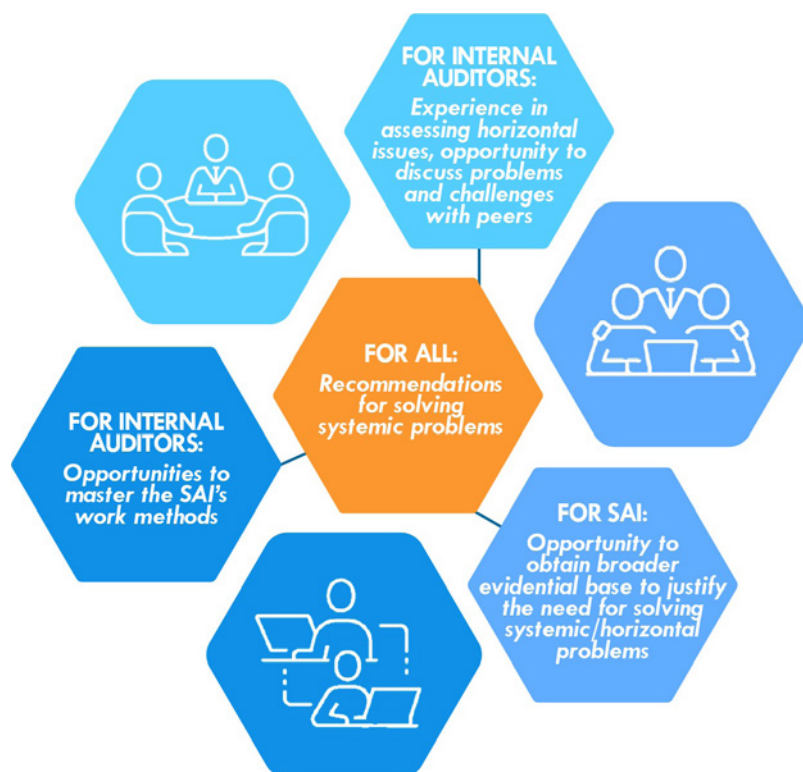 FOR INTERNAL
AUDITORS:
Experience in
assessing horizontal
issues, opportunity to
discuss problems
and challenges
with peers
FOR ALL:
Recommendations
for solving
systemic problems
FOR INTERNAL
AUDITORS:
Opportunities to
master the SAI's
work methods
FOR SAI:
Opportunity to
obtain broader
evidential base to justify
the need for solving
systemic/horizontal
problems